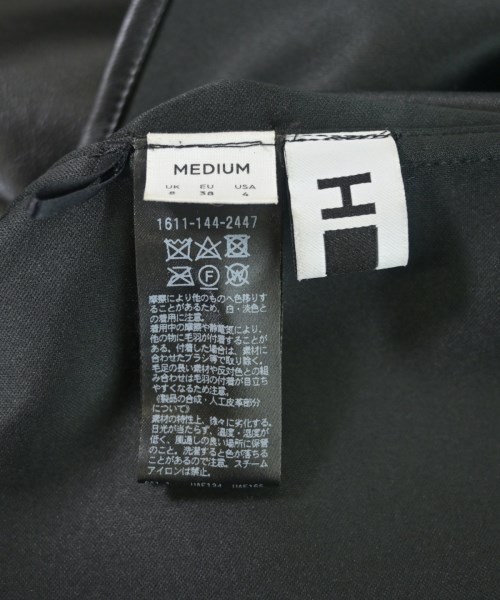 MEDIUM
UK EU USA
8 38 4
1611-144-2447
摩擦により他のものへ色移りす
ることがあるため、白・淡色と
の着用に注意。
着用中の摩擦や静電気により、
他の物に毛羽が付着することが
ある。付着した場合は、素材に
合わせたブラシ等で取り除く。
毛足の長い素材や反対色との組
み合わせは毛羽の付着が目立ち
やすくなるため注意。
《製品の合成・人工皮革部分
について》
素材の特性上、徐々に劣化する。
日光が当たらず、温度・湿度が
低く、風通しの良い場所に保管
のこと。洗濯すると色が落ちる
ことがあるので注意。スチーム
アイロンは禁止。
H